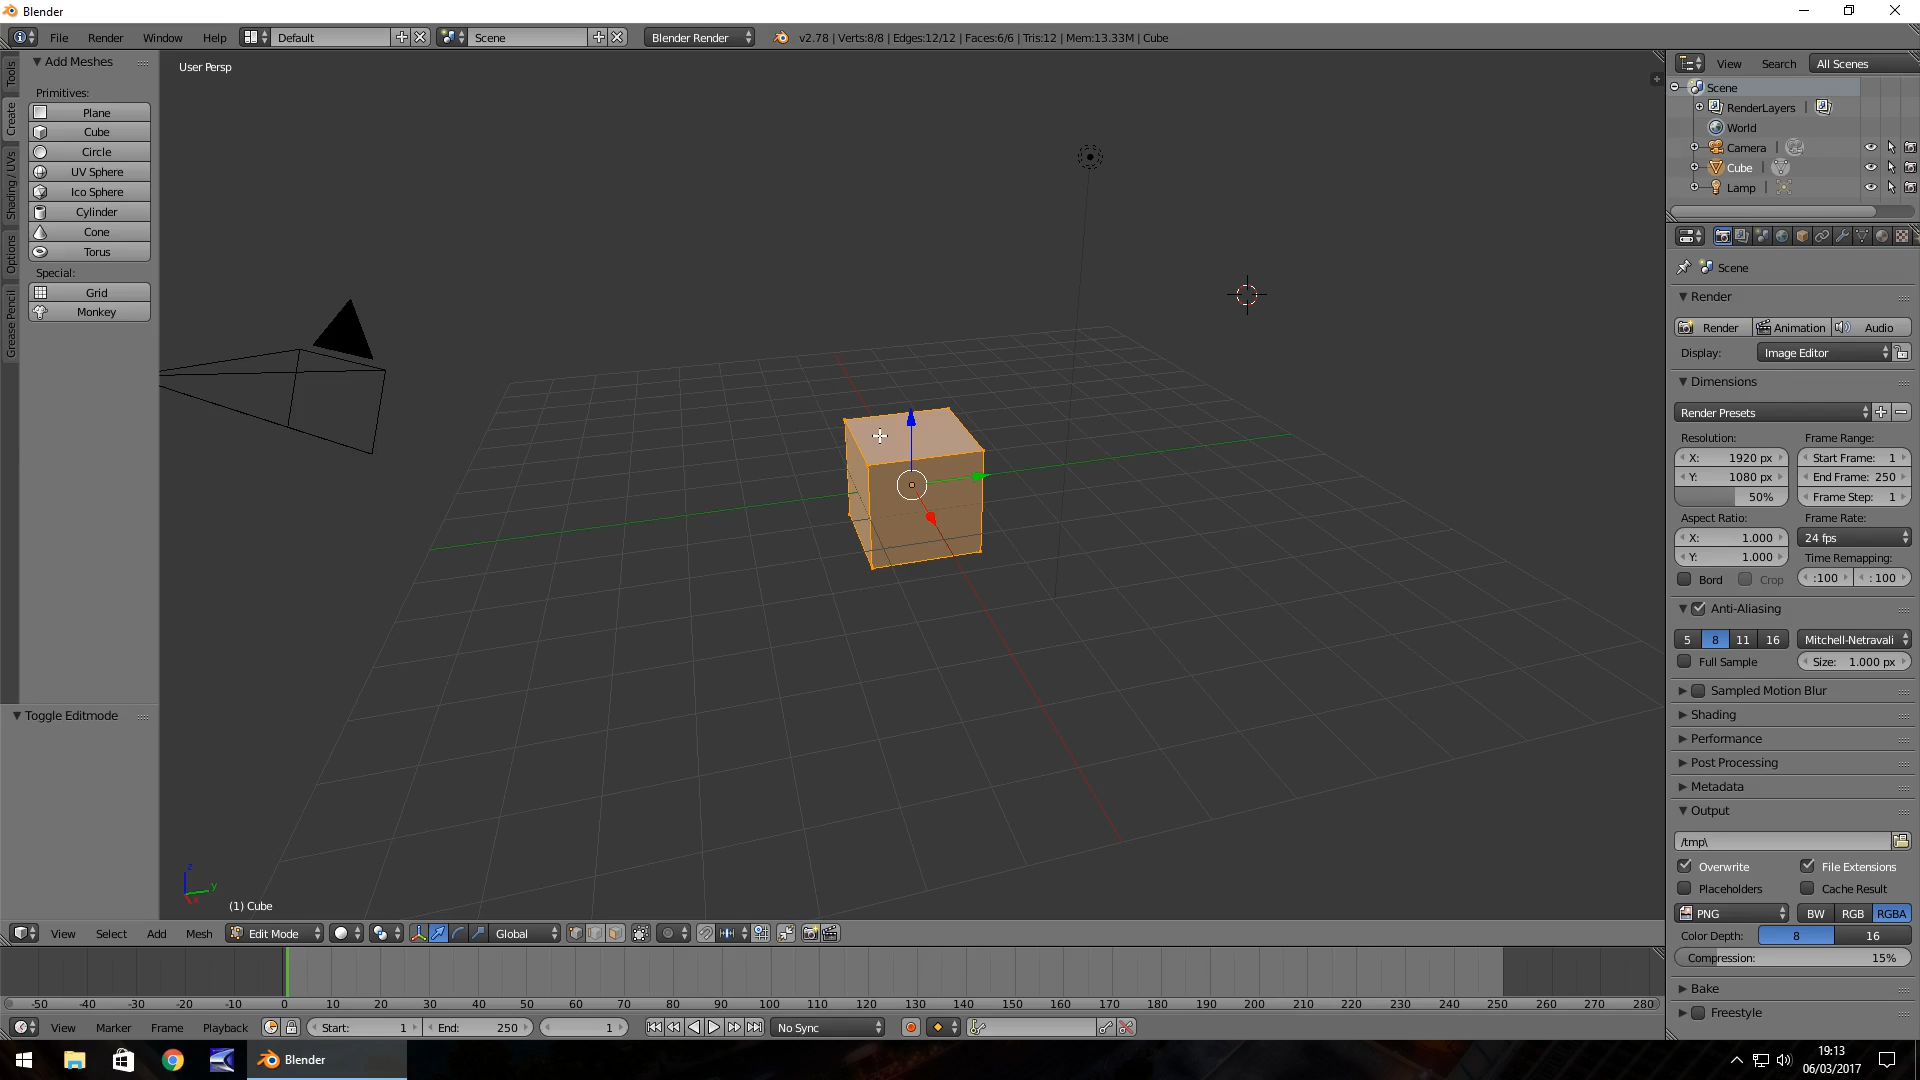 Blender
File Render Window Help Default Scene Blender Render v2.78 | Verts:8/8 | Edges:12/12 | Faces:6/6 | Tris:12 | Mem:13.33M | Cube
Tools
Create
Shading / UVs
Options
Grease Pencil
Add Meshes
Primitives:
Plane
Cube
Circle
UV Sphere
Ico Sphere
Cylinder
Cone
Torus
Special:
Grid
Monkey
Toggle Editmode
User Persp
z
y
x
(1) Cube
View Select Add Mesh Edit Mode Global
-50 -40 -30 -20 -10 0 10 20 30 40 50 60 70 80 90 100 110 120 130 140 150 160 170 180 190 200 210 220 230 240 250 260 270 280
View Marker Frame Playback Start: 1 End: 250 1 No Sync
View Search All Scenes
Scene
RenderLayers |
World
Camera |
Cube |
Lamp |
Scene
Render
Render Animation Audio
Display: Image Editor
Dimensions
Render Presets
Resolution: Frame Range:
X: 1920 px Start Frame: 1
Y: 1080 px End Frame: 250
50% Frame Step: 1
Aspect Ratio: Frame Rate:
X: 1.000 24 fps
Y: 1.000 Time Remapping:
Bord Crop :100 : 100
Anti-Aliasing
5 8 11 16 Mitchell-Netravali
Full Sample Size: 1.000 px
Sampled Motion Blur
Shading
Performance
Post Processing
Metadata
Output
/tmp\
Overwrite File Extensions
Placeholders Cache Result
PNG BW RGB RGBA
Color Depth: 8 16
Compression: 15%
Bake
Freestyle
Blender
19:13
06/03/2017